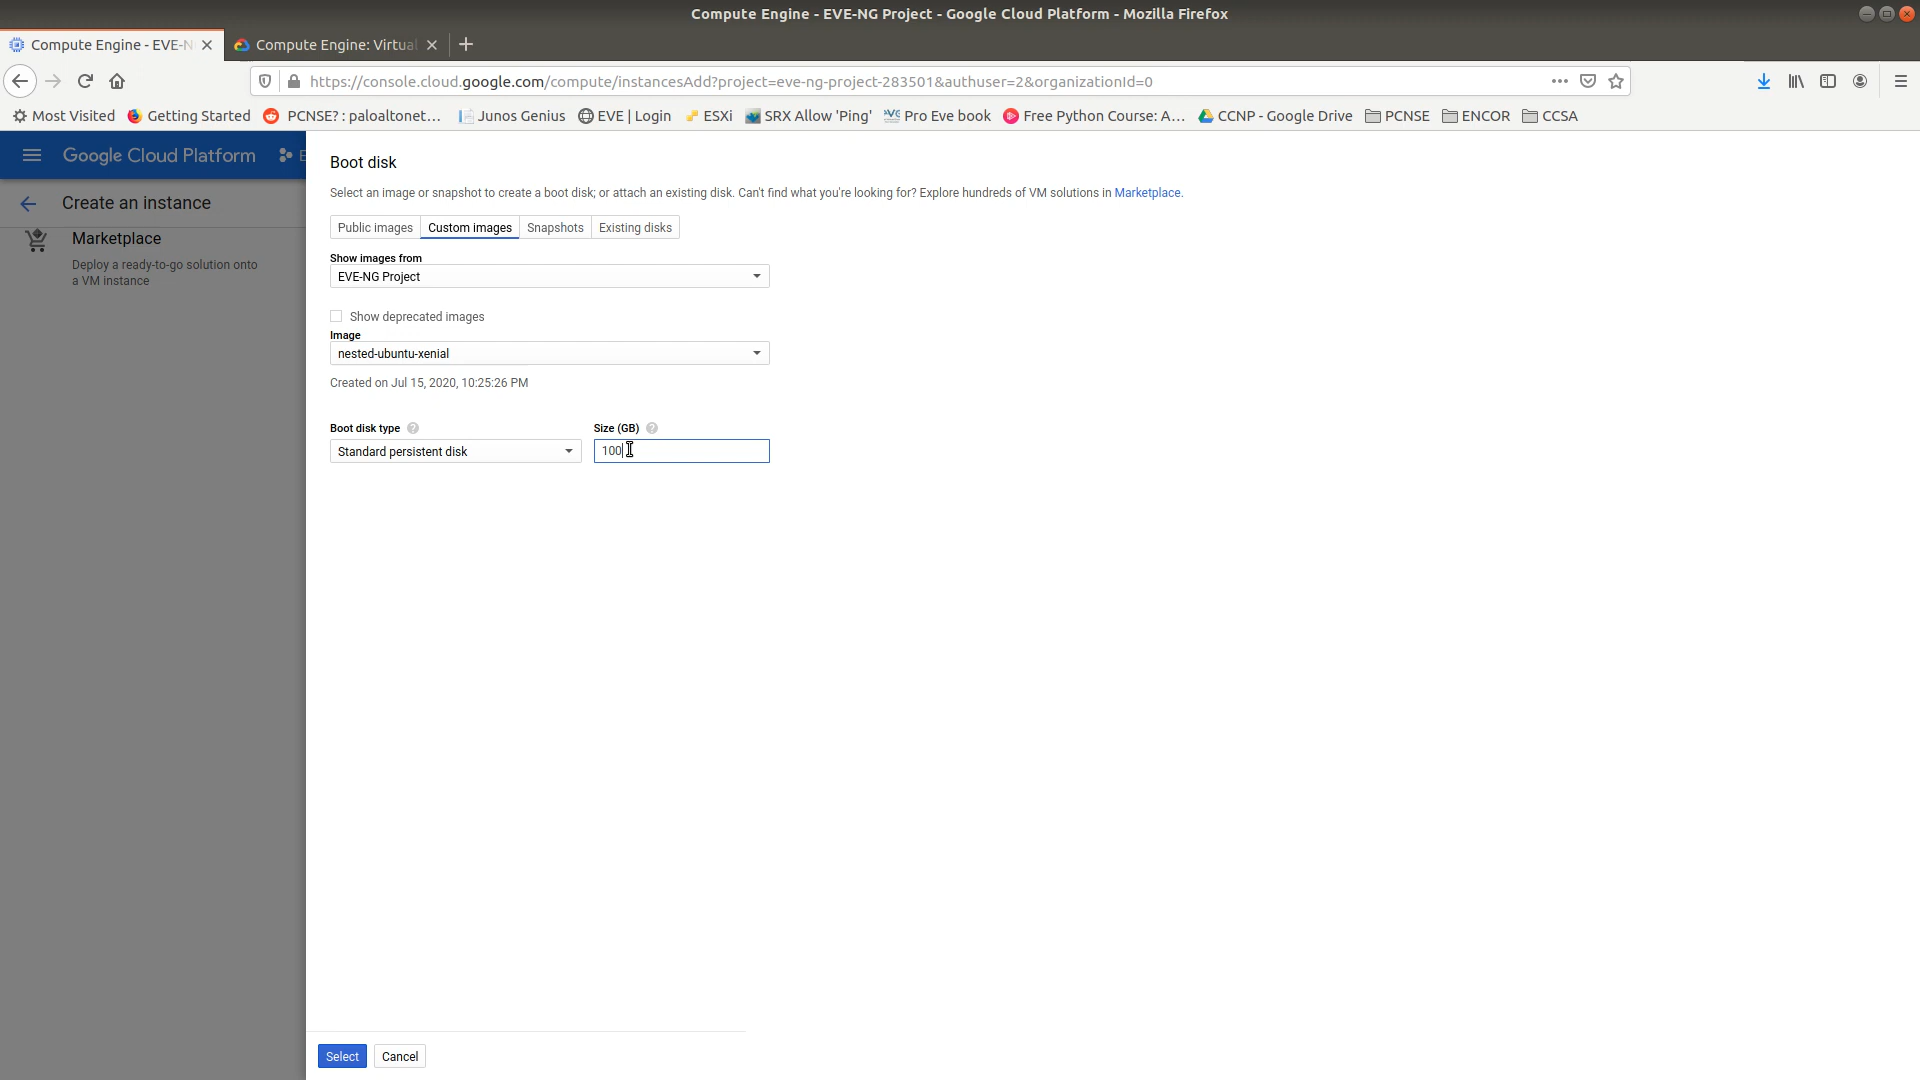 Compute Engine - EVE-NG Project - Google Cloud Platform - Mozilla Firefox
Compute Engine - EVE-N
Compute Engine: Virtual
https://console.cloud.google.com/compute/instancesAdd?project=eve-ng-project-283501&authuser=2&organizationId=0
Most Visited Getting Started PCNSE? : paloaltonet... Junos Genius EVE | Login ESXi SRX Allow 'Ping' Pro Eve book Free Python Course: A... CCNP - Google Drive PCNSE ENCOR CCSA
Google Cloud Platform
Create an instance
Marketplace
Deploy a ready-to-go solution onto
a VM instance
Boot disk
Select an image or snapshot to create a boot disk; or attach an existing disk. Can't find what you're looking for? Explore hundreds of VM solutions in Marketplace.
Public images Custom images Snapshots Existing disks
Show images from
EVE-NG Project
Show deprecated images
Image
nested-ubuntu-xenial
Created on Jul 15, 2020, 10:25:26 PM
Boot disk type ? Size (GB) ?
Standard persistent disk 100
Select Cancel